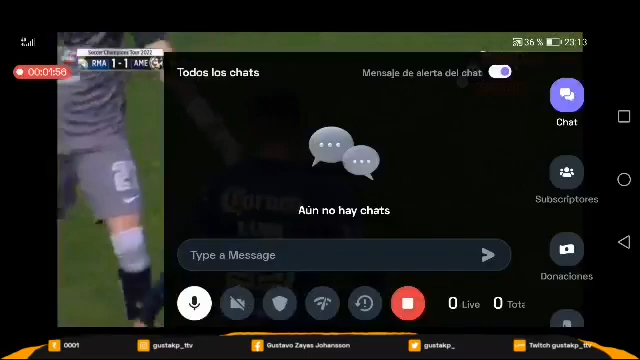 36 % 23:13
Soccer Champions Tour 2022
RMA 1-1 AME
00:01:56
Todos los chats
Mensaje de alerta del chat
Chat
Aún no hay chats
Subscriptores
Type a Message
Donaciones
0 Live 0 Tota
2
Corona
0001 gustakp_ttv Gustavo Zayas Johansson gustakp_ Twitch gustakp_ttv